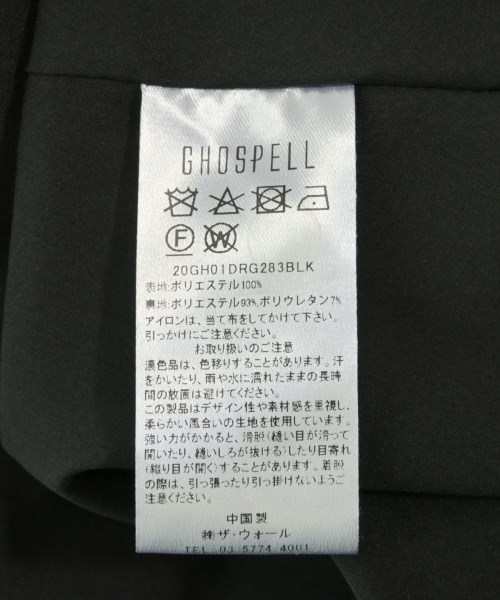 GHOSPELL
F W
20GH01DRG283BLK
表地:ポリエステル100%
裏地:ポリエステル93%,ポリウレタン7%
アイロンは、当て布をしてかけて下さい。
引っかけにご注意ください。
お取り扱いのご注意
濃色品は、色移りすることがあります。汗
をかいたり、雨や水に濡れたままの長時
間の放置は避けてください。
この製品はデザイン性や素材感を重視し、
柔らかい風合いの生地を使用しています。
強い力がかかると、滑脱(縫い目が滑って
開いたり、縫いしろが抜ける)したり目寄れ
(織り目が開く)することがあります。着脱
の際は、引っ張ったり引っ掛けないようご
注意ください。
中国製
㈱ザ・ウォール
TEL 03 5774 4001